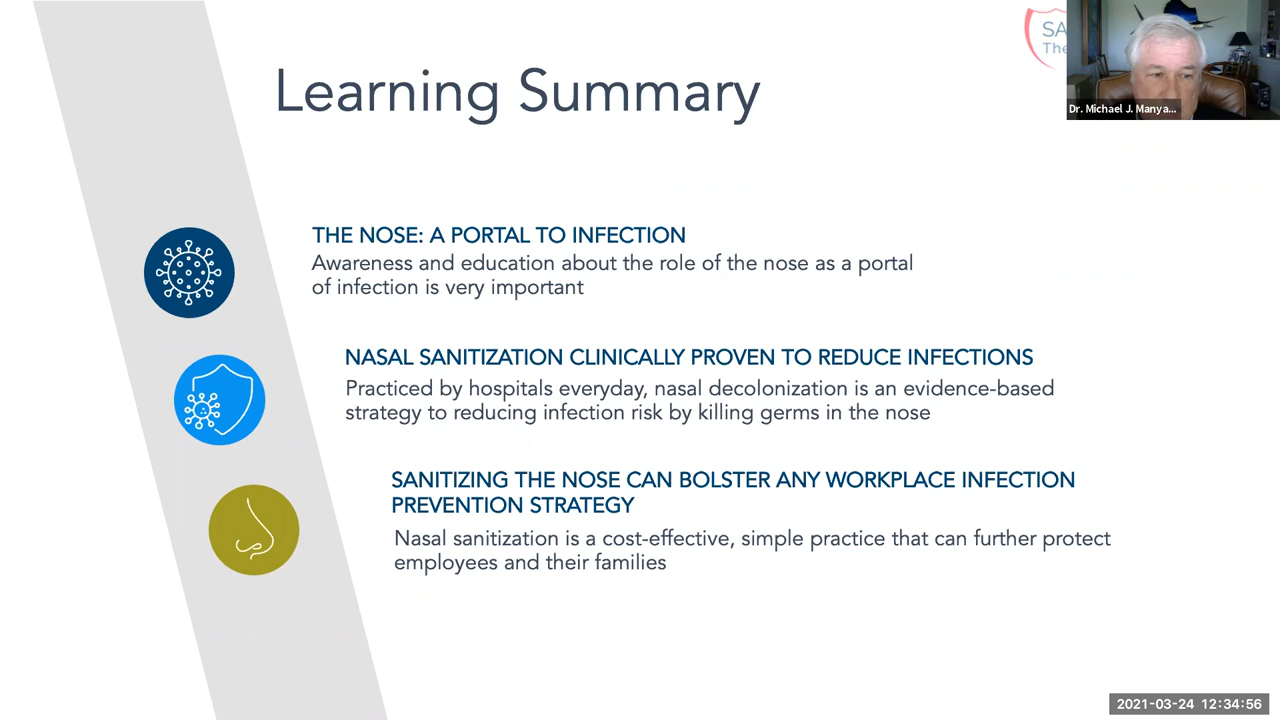 Learning Summary
SA
The
Dr. Michael J. Manya...
THE NOSE: A PORTAL TO INFECTION
Awareness and education about the role of the nose as a portal
of infection is very important
NASAL SANITIZATION CLINICALLY PROVEN TO REDUCE INFECTIONS
Practiced by hospitals everyday, nasal decolonization is an evidence-based
strategy to reducing infection risk by killing germs in the nose
SANITIZING THE NOSE CAN BOLSTER ANY WORKPLACE INFECTION
PREVENTION STRATEGY
Nasal sanitization is a cost-effective, simple practice that can further protect
employees and their families
2021-03-24 12:34:56